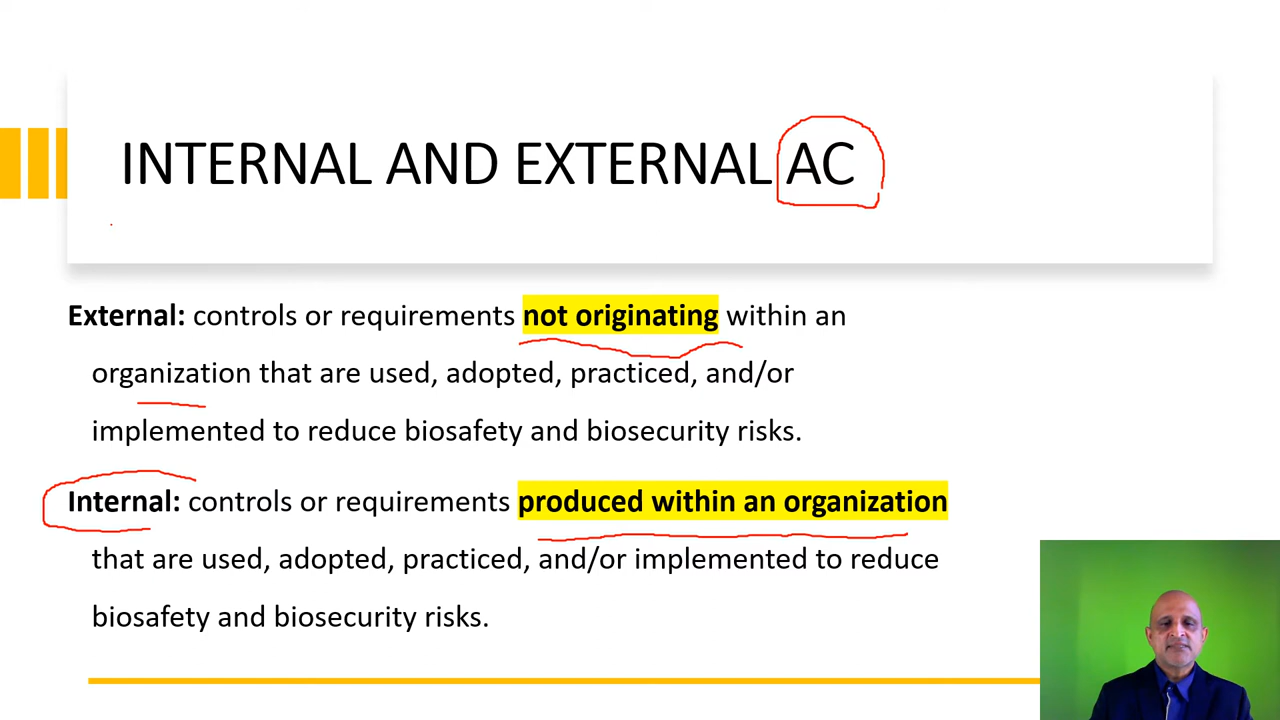 INTERNAL AND EXTERNAL AC
External: controls or requirements not originating within an
organization that are used, adopted, practiced, and/or
implemented to reduce biosafety and biosecurity risks.
Internal: controls or requirements produced within an organization
that are used, adopted, practiced, and/or implemented to reduce
biosafety and biosecurity risks.